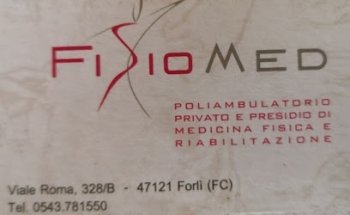 FISIOMED
POLIAMBULATORIO
PRIVATO E PRESIDIO DI
MEDICINA FISICA E
RIABILITAZIONE
Viale Roma, 328/B - 47121 Forlì (FC)
Tel. 0543.781550